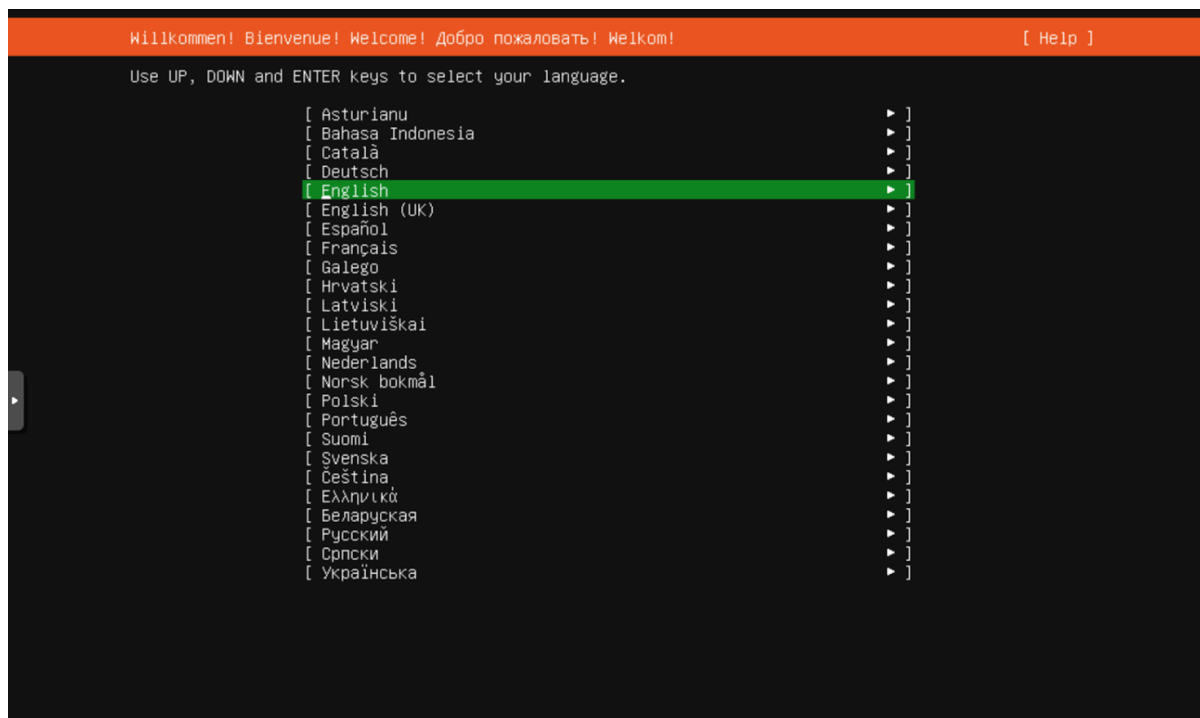 Willkommen! Bienvenue! Welcome! Добро пожаловать! Welkom! [ Help ]
Use UP, DOWN and ENTER keys to select your language.
[ Asturianu ▸ ]
[ Bahasa Indonesia ▸ ]
[ Català ▸ ]
[ Deutsch ▸ ]
[ English ▸ ]
[ English (UK) ▸ ]
[ Español ▸ ]
[ Français ▸ ]
[ Galego ▸ ]
[ Hrvatski ▸ ]
[ Latviski ▸ ]
[ Lietuviškai ▸ ]
[ Magyar ▸ ]
[ Nederlands ▸ ]
[ Norsk bokmål ▸ ]
[ Polski ▸ ]
[ Português ▸ ]
[ Suomi ▸ ]
[ Svenska ▸ ]
[ Čeština ▸ ]
[ Ελληνικά ▸ ]
[ Беларуская ▸ ]
[ Русский ▸ ]
[ Српски ▸ ]
[ Українська ▸ ]